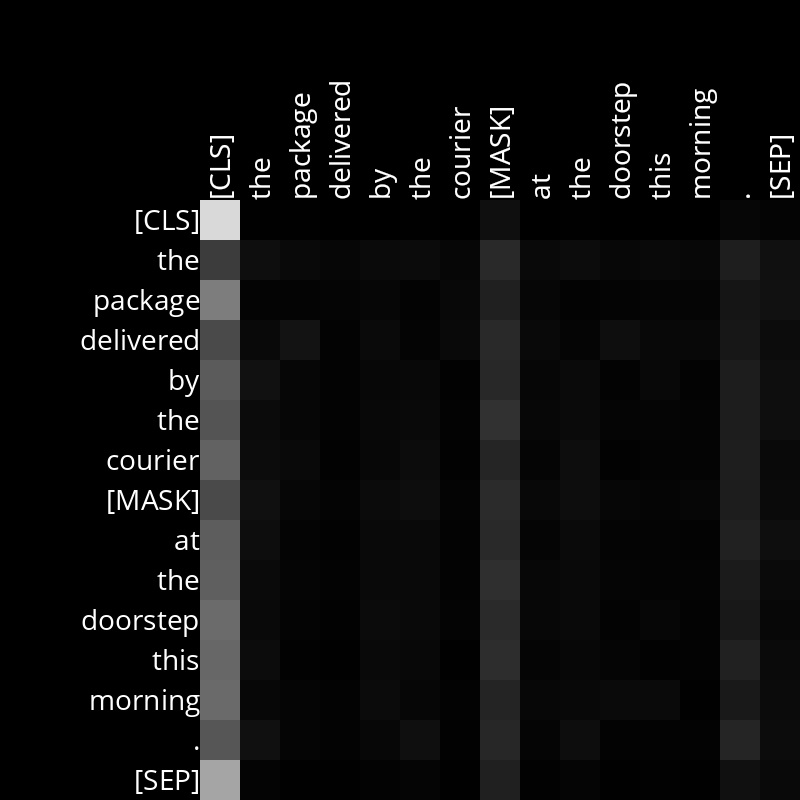 [CLS] the package delivered by the courier [MASK] at the doorstep this morning . [SEP]
[CLS]
the
package
delivered
by
the
courier
[MASK]
at
the
doorstep
this
morning
.
[SEP]